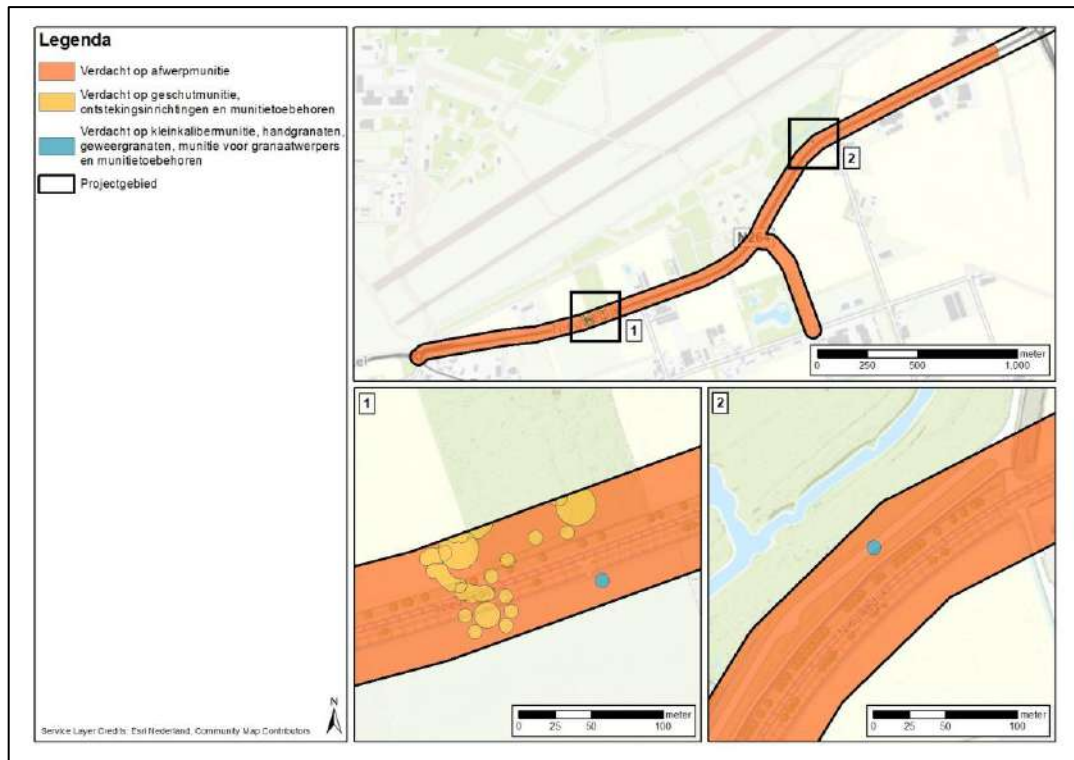 Legenda
Verdacht op afwerpmunitie
Verdacht op geschutmunitie,
ontstekingsinrichtingen en munitietoebehoren
Verdacht op kleinkalibermunitie, handgranaten,
geweergranaten, munitie voor granaatwerpers
en munitietoebehoren
Projectgebied
N
Service Layer Credits: Esri Nederland, Community Map Contributors
2
1
meter
0 250 500 1,000
1
meter
0 25 50 100
2
meter
0 25 50 100